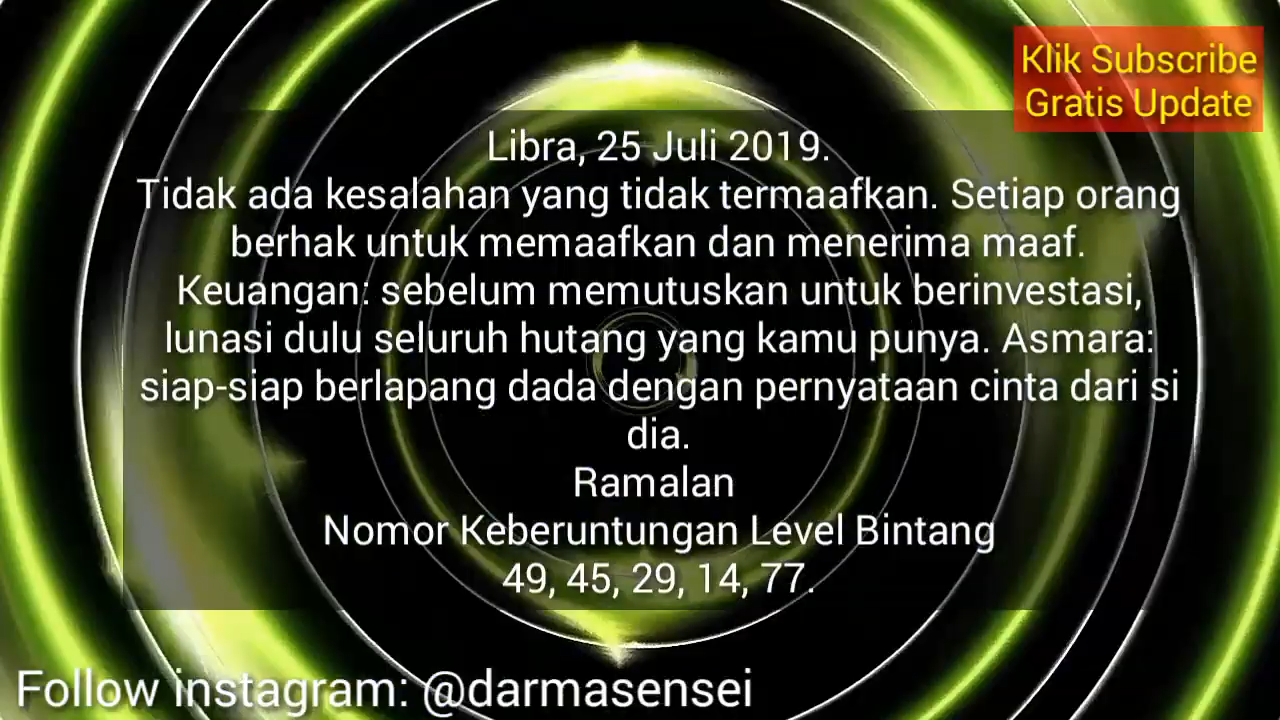 Klik Subscribe
Gratis Update
Libra, 25 Juli 2019.
Tidak ada kesalahan yang tidak termaafkan. Setiap orang
berhak untuk memaafkan dan menerima maaf.
Keuangan: sebelum memutuskan untuk berinvestasi,
lunasi dulu seluruh hutang yang kamu punya. Asmara:
siap-siap berlapang dada dengan pernyataan cinta dari si
dia.
Ramalan
Nomor Keberuntungan Level Bintang
49, 45, 29, 14, 77.
Follow instagram: @darmasensei